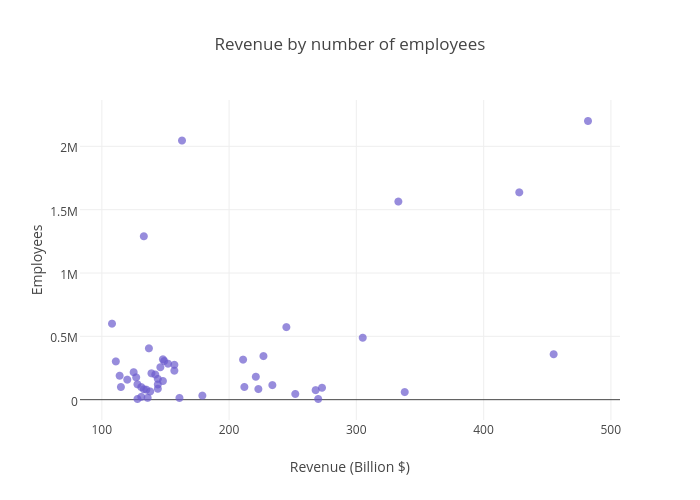 Revenue by number of employees
2M
1.5M
1M
0.5M
0
Employees
100
200
300
400
500
Revenue (Billion $)